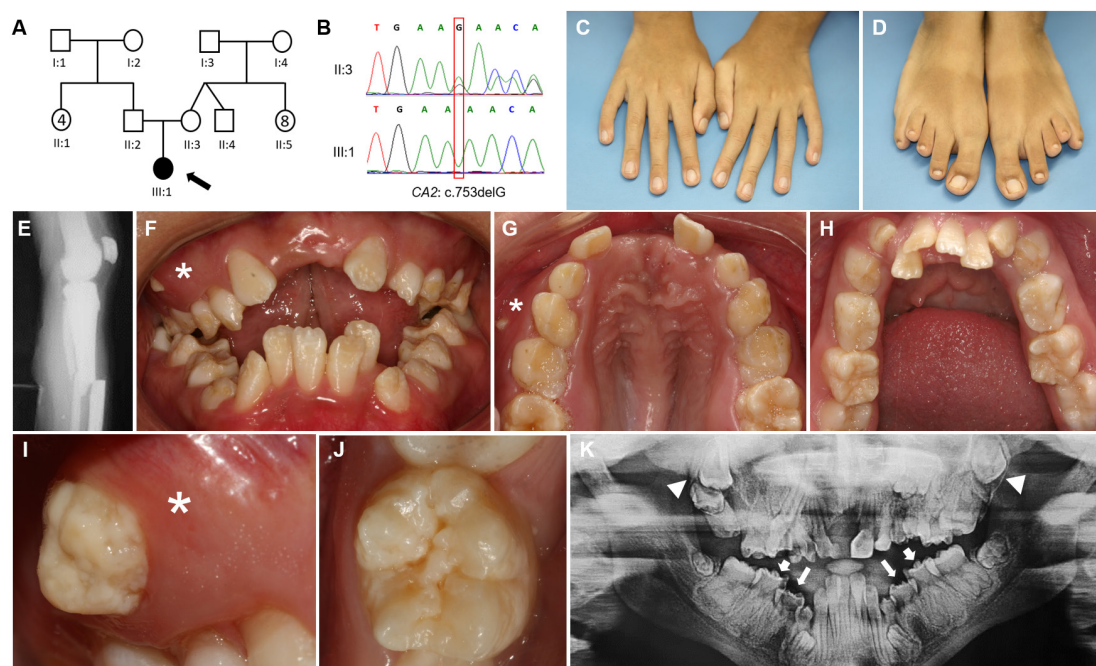 A
I:1 I:2 I:3 I:4
4 8
II:1 II:2 II:3 II:4 II:5
III:1
B
T G A A G A A C A
II:3
T G A A A A C A
III:1
CA2: c.753delG
C
D
E
F
*
G
*
H
I
*
J
K